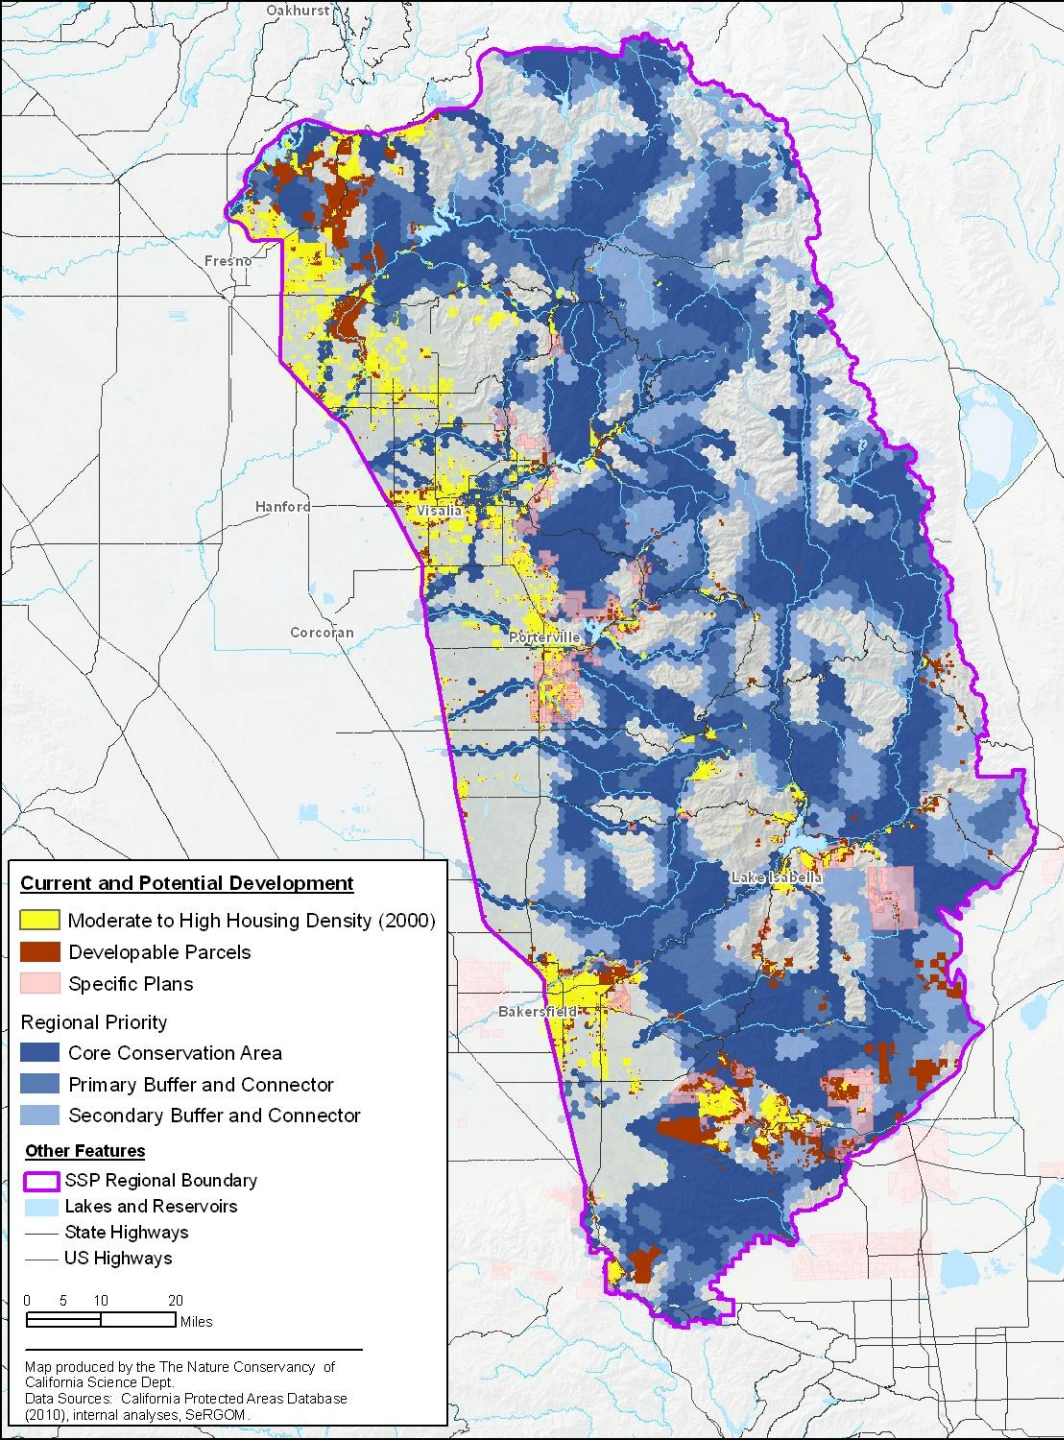 Oakhurst
Fresno
Hanford
Visalia
Corcoran
Porterville
Lake Isabella
Bakersfield
Current and Potential Development
Moderate to High Housing Density (2000)
Developable Parcels
Specific Plans
Regional Priority
Core Conservation Area
Primary Buffer and Connector
Secondary Buffer and Connector
Other Features
SSP Regional Boundary
Lakes and Reservoirs
State Highways
US Highways
0 5 10 20
Miles
Map produced by the The Nature Conservancy of
California Science Dept.
Data Sources: California Protected Areas Database
(2010), internal analyses, SeRGOM.